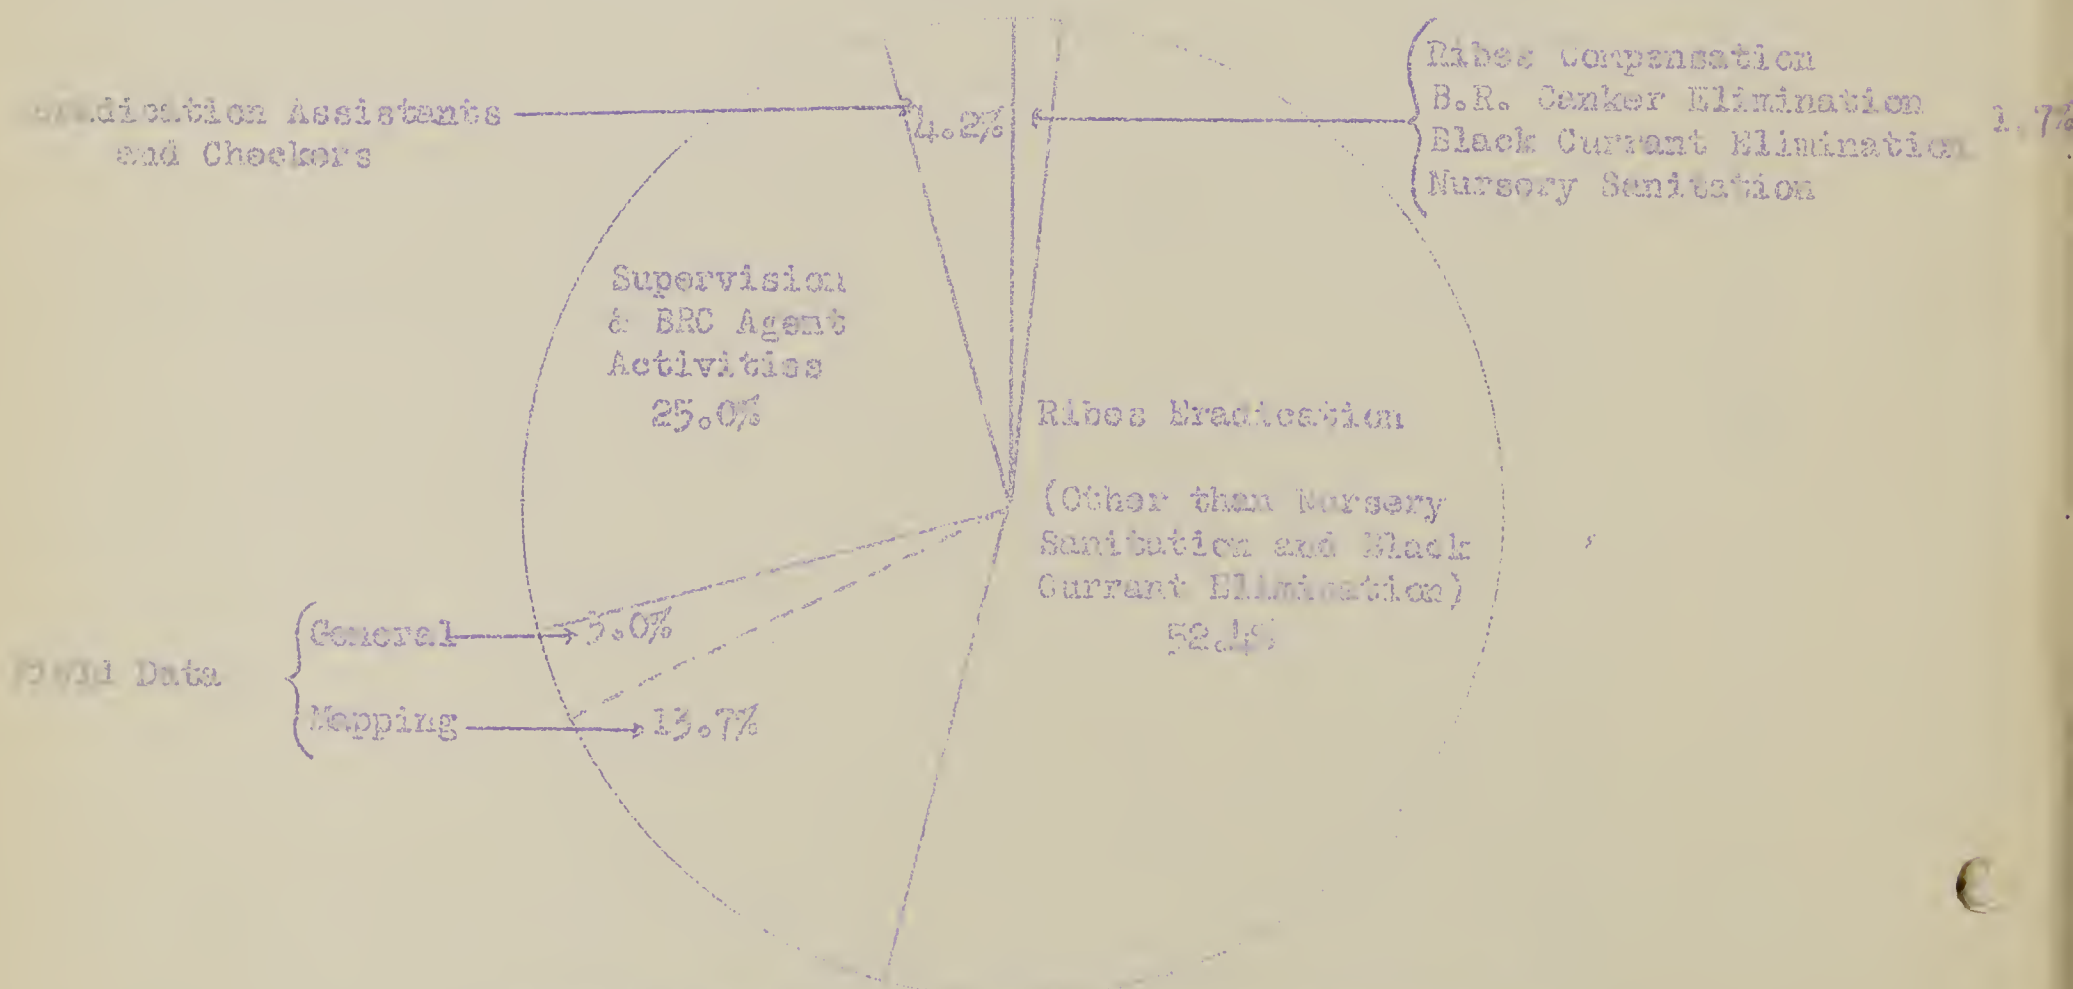 Ribes Compensation
B.R. Canker Elimination
Black Currant Elimination
Nursery Sanitation
1.7%
Eradication Assistants
and Checkers
4.2%
Supervision
& BRC Agent
Activities
25.0%
Ribes Eradication
(Other than Nursery
Sanitation and Black
Currant Elimination)
52.4%
Field Data
General
3.0%
Mapping
13.7%